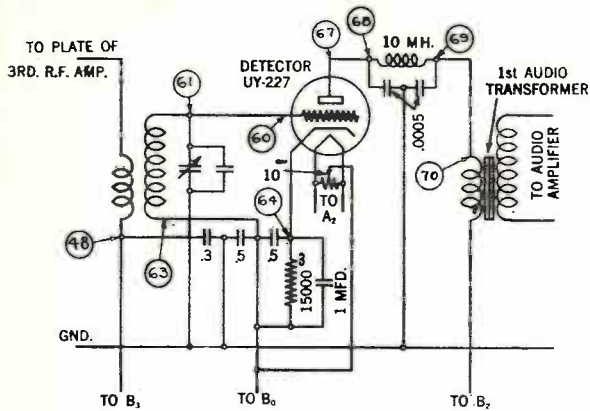 TO PLATE OF
3RD. R.F. AMP.
67
68
69
10 MH.
DETECTOR
UY-227
61
60
.0005
1st AUDIO
TRANSFORMER
70
TO AUDIO
AMPLIFIER
10
TO
A2
64
48
63
.3
.5
.5
15000
1 MFD.
GND.
TO B3
TO B0
TO B7